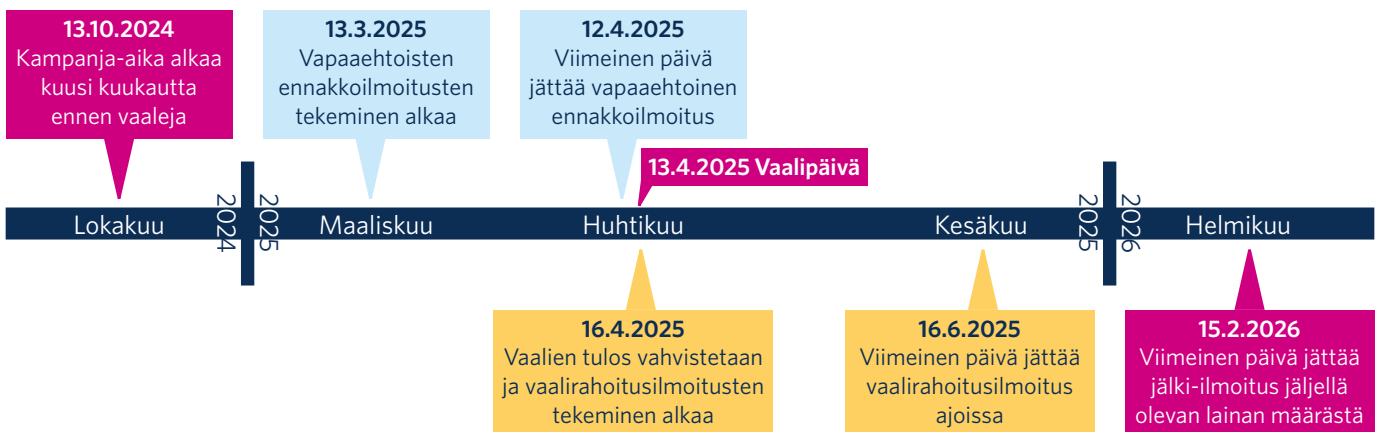 13.10.2024
Kampanja-aika alkaa
kuusi kuukautta
ennen vaaleja
13.3.2025
Vapaaehtoisten
ennakkoilmoitusten
tekeminen alkaa
12.4.2025
Viimeinen päivä
jättää vapaaehtoinen
ennakkoilmoitus
13.4.2025 Vaalipäivä
Lokakuu
2024
2025
Maaliskuu
Huhtikuu
Kesäkuu
2025
2026
Helmikuu
16.4.2025
Vaalien tulos vahvistetaan
ja vaalirahoitusilmoitusten
tekeminen alkaa
16.6.2025
Viimeinen päivä jättää
vaalirahoitusilmoitus
ajoissa
15.2.2026
Viimeinen päivä jättää
jälki-ilmoitus jäljellä
olevan lainan määrästä